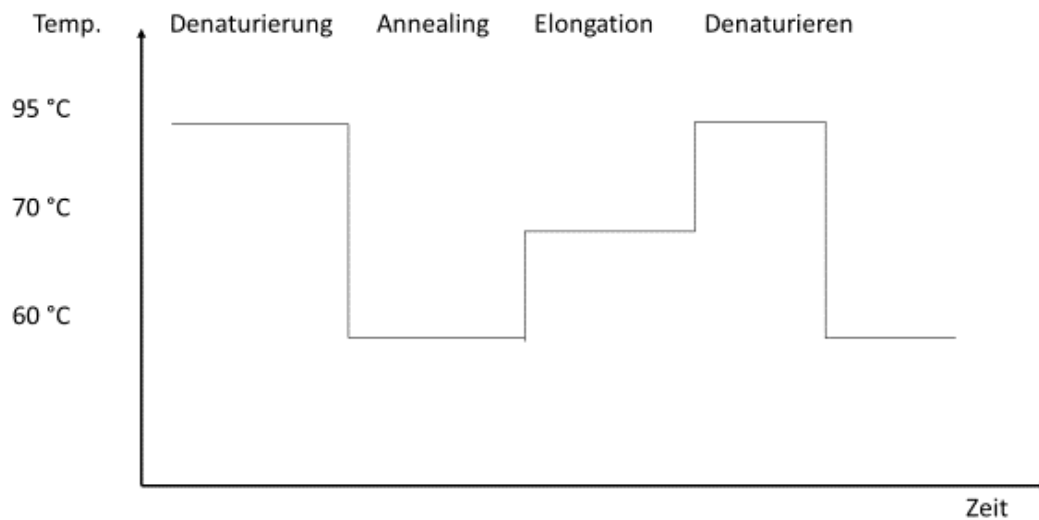 Temp. Denaturierung Annealing Elongation Denaturieren
95 °C
70 °C
60 °C
Zeit